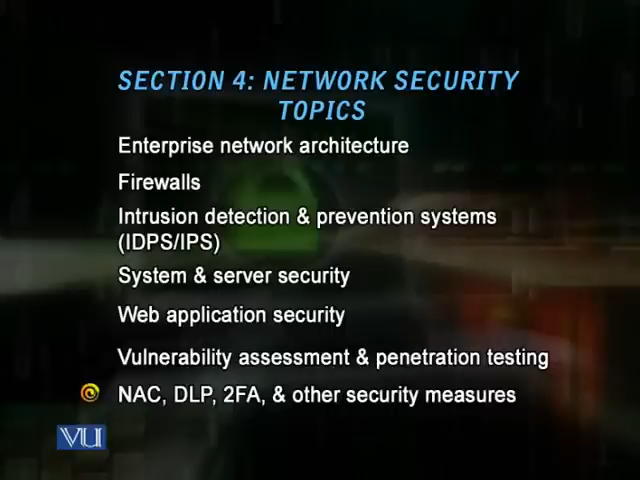 SECTION 4: NETWORK SECURITY
TOPICS
Enterprise network architecture
Firewalls
Intrusion detection & prevention systems
(IDPS/IPS)
System & server security
Web application security
Vulnerability assessment & penetration testing
NAC, DLP, 2FA, & other security measures
VU